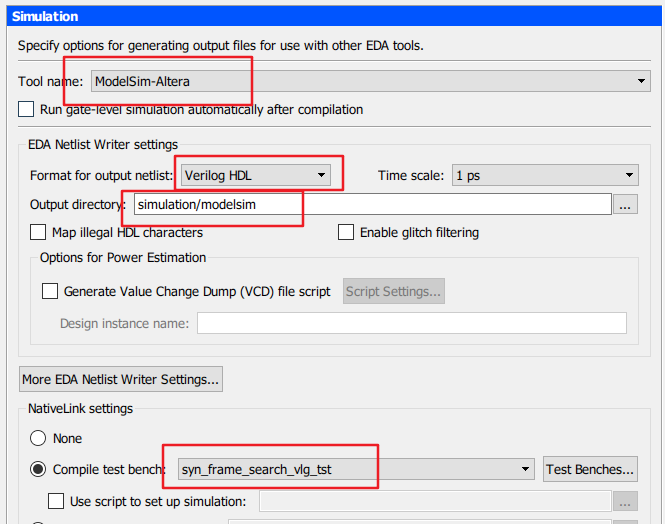 Simulation
Specify options for generating output files for use with other EDA tools.
Tool name: ModelSim-Altera
Run gate-level simulation automatically after compilation
EDA Netlist Writer settings
Format for output netlist: Verilog HDL Time scale: 1 ps
Output directory: simulation/modelsim ...
Map illegal HDL characters Enable glitch filtering
Options for Power Estimation
Generate Value Change Dump (VCD) file script Script Settings...
Design instance name:
More EDA Netlist Writer Settings...
NativeLink settings
None
Compile test bench: syn_frame_search_vlg_tst Test Benches...
Use script to set up simulation: ...